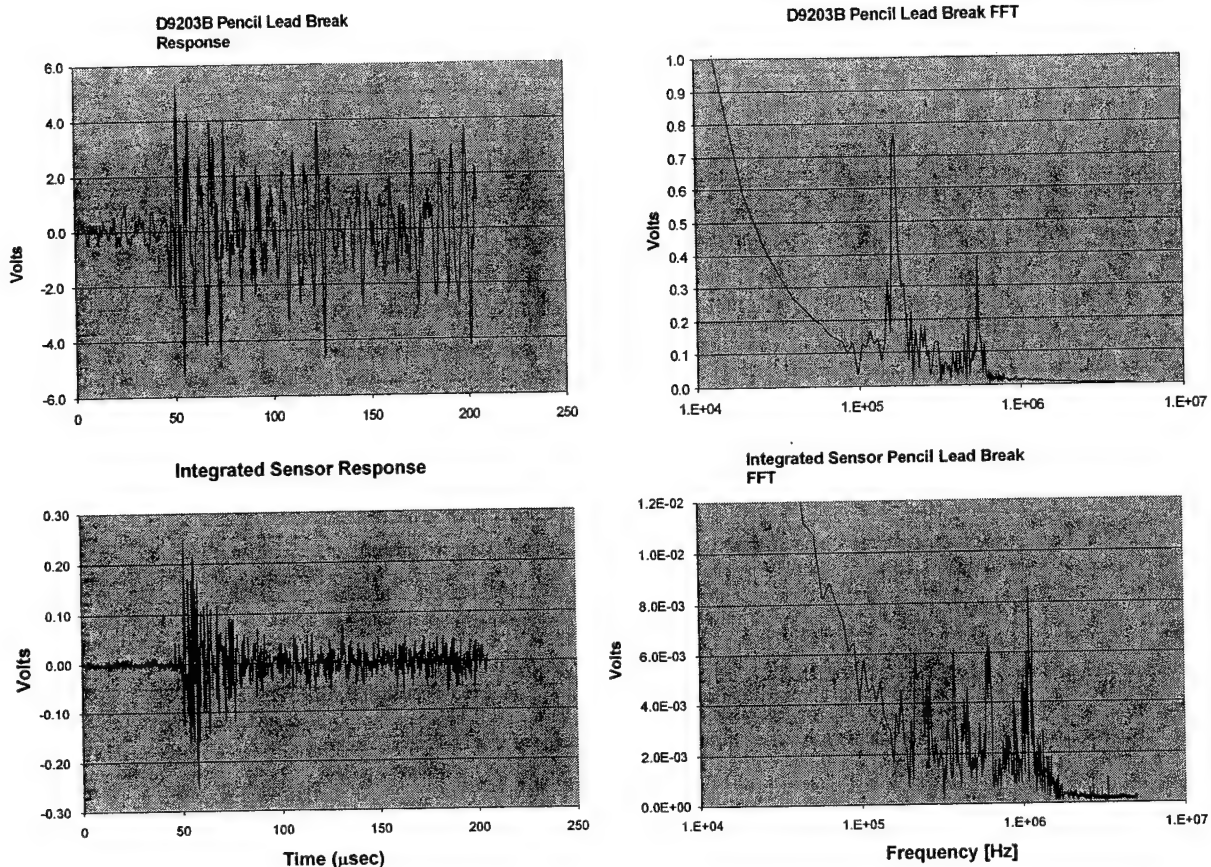 D9203B Pencil Lead Break
Response
6.0
4.0
2.0
0.0
-2.0
-4.0
-6.0
Volts
0
50
100
150
200
250
D9203B Pencil Lead Break FFT
1.0
0.9
0.8
0.7
0.6
0.5
0.4
0.3
0.2
0.1
0.0
Volts
1.E+04
1.E+05
1.E+06
1.E+07
Integrated Sensor Response
0.30
0.20
0.10
0.00
-0.10
-0.20
-0.30
Volts
0
50
100
150
200
250
Time (μsec)
Integrated Sensor Pencil Lead Break
FFT
1.2E-02
1.0E-02
8.0E-03
6.0E-03
4.0E-03
2.0E-03
0.0E+00
Volts
1.E+04
1.E+05
1.E+06
1.E+07
Frequency [Hz]